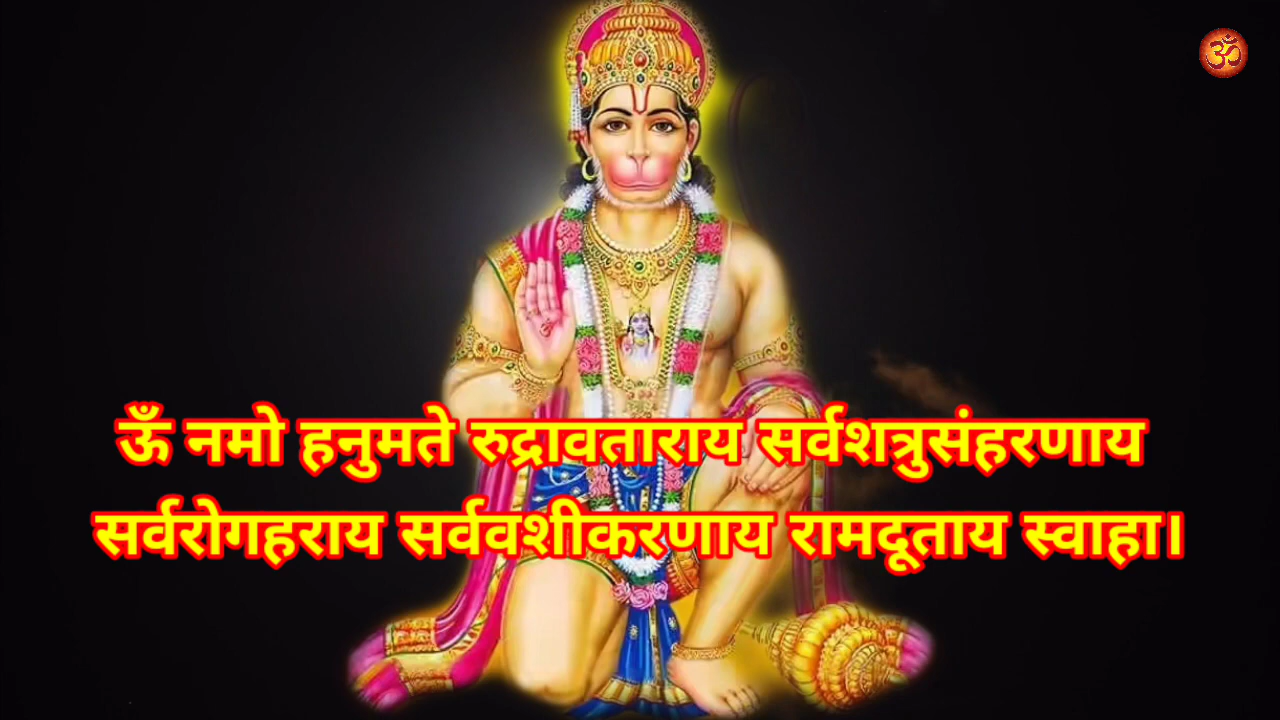 ॐ
ऊँ नमो हनुमते रुद्रावताराय सर्वशत्रुसंहरणाय
सर्वरोगहराय सर्ववशीकरणाय रामदूताय स्वाहा।